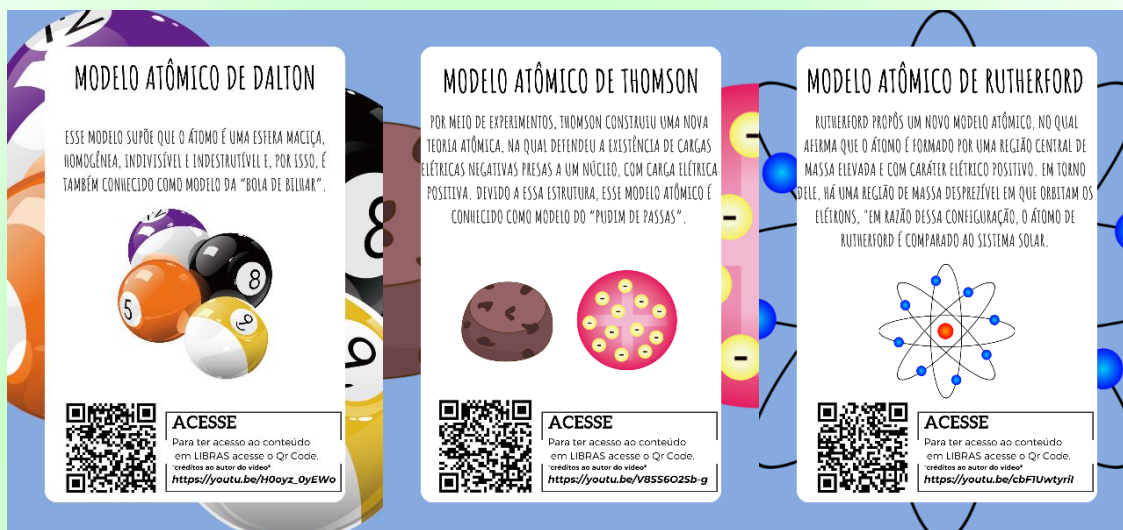 MODELO ATÔMICO DE DALTON
ESSE MODELO SUPÕE QUE O ÁTOMO É UMA ESFERA MACIÇA,
HOMOGÊNEA, INDIVISÍVEL E INDESTRUTÍVEL E, POR ISSO, É
TAMBÉM CONHECIDO COMO MODELO DA "BOLA DE BILHAR".
12
8
5
9
ACESSE
Para ter acesso ao conteúdo
em LIBRAS acesse o Qr Code.
*créditos ao autor do vídeo*
https://youtu.be/H0oyz_0yEWo
MODELO ATÔMICO DE THOMSON
POR MEIO DE EXPERIMENTOS, THOMSON CONSTRUIU UMA NOVA
TEORIA ATÔMICA, NA QUAL DEFENDEU A EXISTÊNCIA DE CARGAS
ELÉTRICAS NEGATIVAS PRESAS A UM NÚCLEO, COM CARGA ELÉTRICA
POSITIVA. DEVIDO A ESSA ESTRUTURA, ESSE MODELO ATÔMICO É
CONHECIDO COMO MODELO DO "PUDIM DE PASSAS".
ACESSE
Para ter acesso ao conteúdo
em LIBRAS acesse o Qr Code.
*créditos ao autor do vídeo*
https://youtu.be/V8SS6O2Sb-g
MODELO ATÔMICO DE RUTHERFORD
RUTHERFORD PROPÔS UM NOVO MODELO ATÔMICO, NO QUAL
AFIRMA QUE O ÁTOMO É FORMADO POR UMA REGIÃO CENTRAL DE
MASSA ELEVADA E COM CARÁTER ELÉTRICO POSITIVO. EM TORNO
DELE, HÁ UMA REGIÃO DE MASSA DESPREZÍVEL EM QUE ORBITAM OS
ELÉTRONS, "EM RAZÃO DESSA CONFIGURAÇÃO, O ÁTOMO DE
RUTHERFORD É COMPARADO AO SISTEMA SOLAR.
ACESSE
Para ter acesso ao conteúdo
em LIBRAS acesse o Qr Code.
*créditos ao autor do vídeo*
https://youtu.be/cbF1UwtyriI